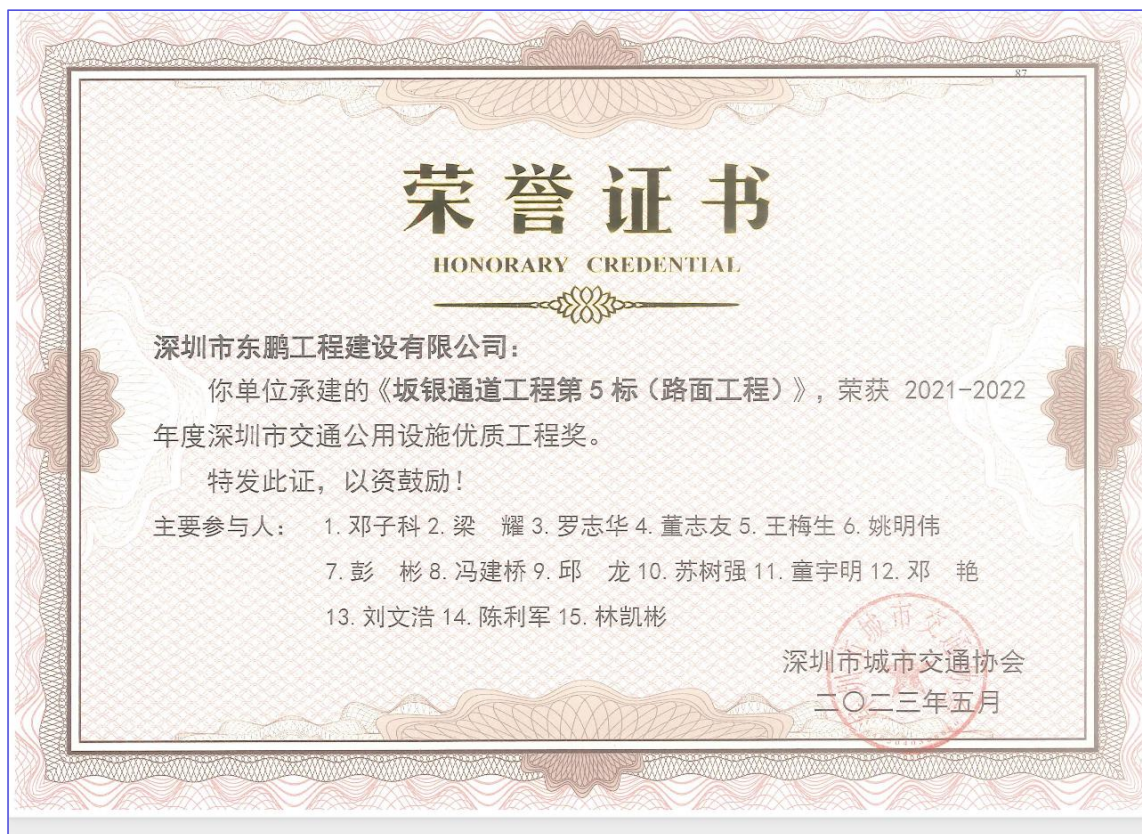 87
荣誉证书
HONORARY CREDENTIAL
深圳市东鹏工程建设有限公司：
你单位承建的《坂银通道工程第5标（路面工程）》，荣获 2021-2022
年度深圳市交通公用设施优质工程奖。
特发此证，以资鼓励！
主要参与人： 1.邓子科 2.梁　耀 3.罗志华 4.董志友 5.王梅生 6.姚明伟
7.彭　彬 8.冯建桥 9.邱　龙 10.苏树强 11.童宇明 12.邓　艳
13.刘文浩 14.陈利军 15.林凯彬
深圳市城市交通协会
二〇二三年五月